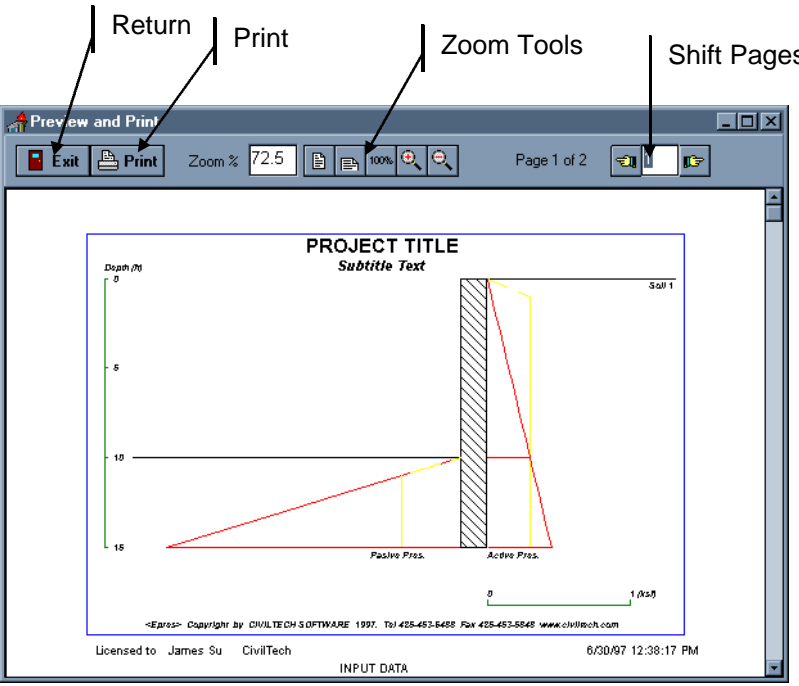 Return
Print
Zoom Tools
Shift Pages
Preview and Print
Exit
Print
Zoom %
72.5
100%
Page 1 of 2
1
PROJECT TITLE
Subtitle Text
Depth (ft)
0
Soil 1
5
10
15
Pasive Pres.
Active Pres.
0
1 (ksf)
<Epres> Copyright by CIVILTECH SOFTWARE 1997. Tel 425-453-6488 Fax 425-453-5848 www.civiltech.com
Licensed to James Su CivilTech
6/30/97 12:38:17 PM
INPUT DATA